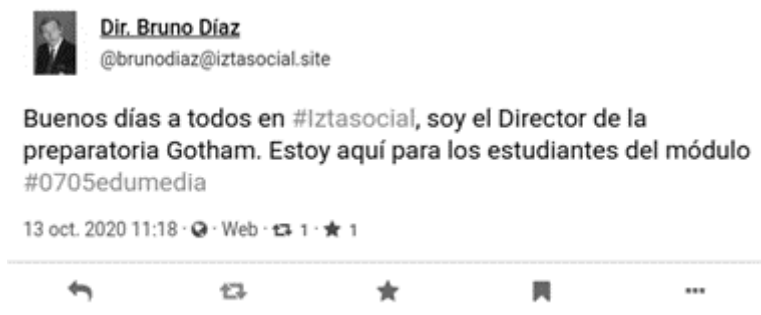 Dir. Bruno Díaz
@brunodiaz@iztasocial.site
Buenos días a todos en #Iztasocial, soy el Director de la
preparatoria Gotham. Estoy aquí para los estudiantes del módulo
#0705edumedia
13 oct. 2020 11:18 · · Web · 1 · ★ 1